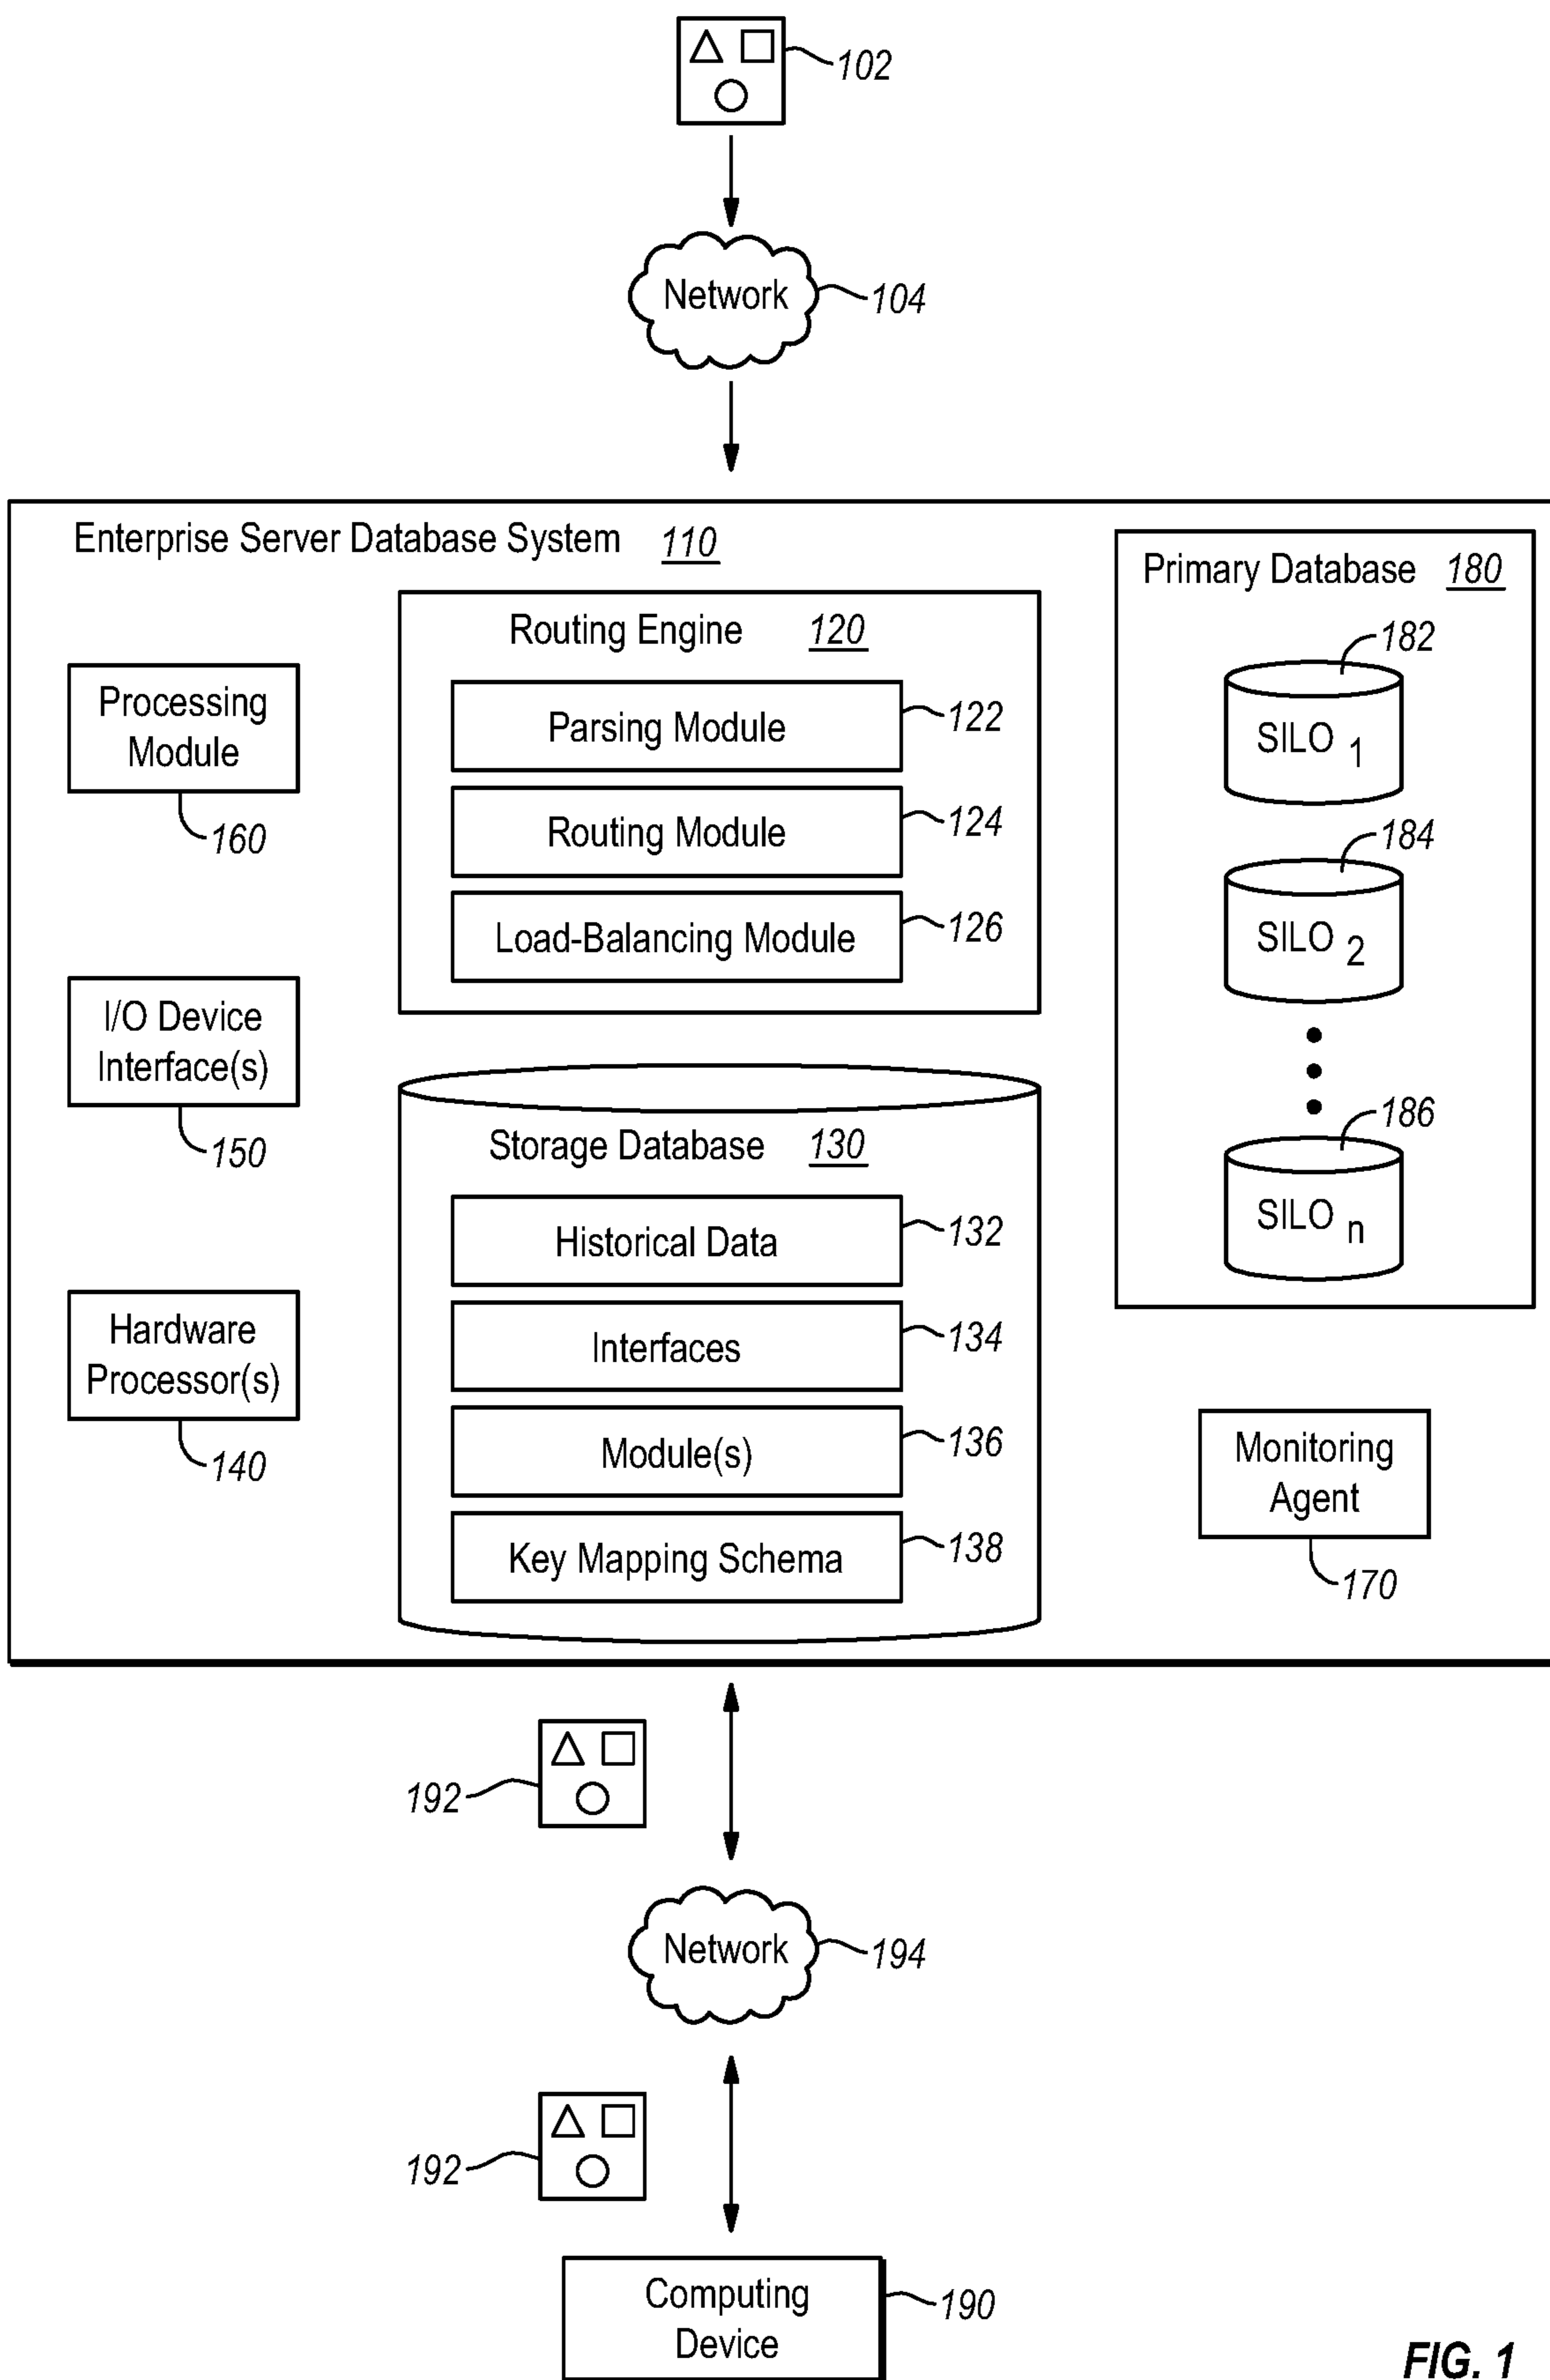 102
Network
104
Enterprise Server Database System 110
Primary Database 180
Routing Engine 120
182
Processing
Module
160
Parsing Module
122
SILO 1
Routing Module
124
184
Load-Balancing Module
126
SILO 2
I/O Device
Interface(s)
150
186
Storage Database 130
SILO n
Historical Data
132
Hardware
Processor(s)
140
Interfaces
134
Module(s)
136
Monitoring
Agent
170
Key Mapping Schema
138
192
Network
194
192
Computing
Device
190
FIG. 1